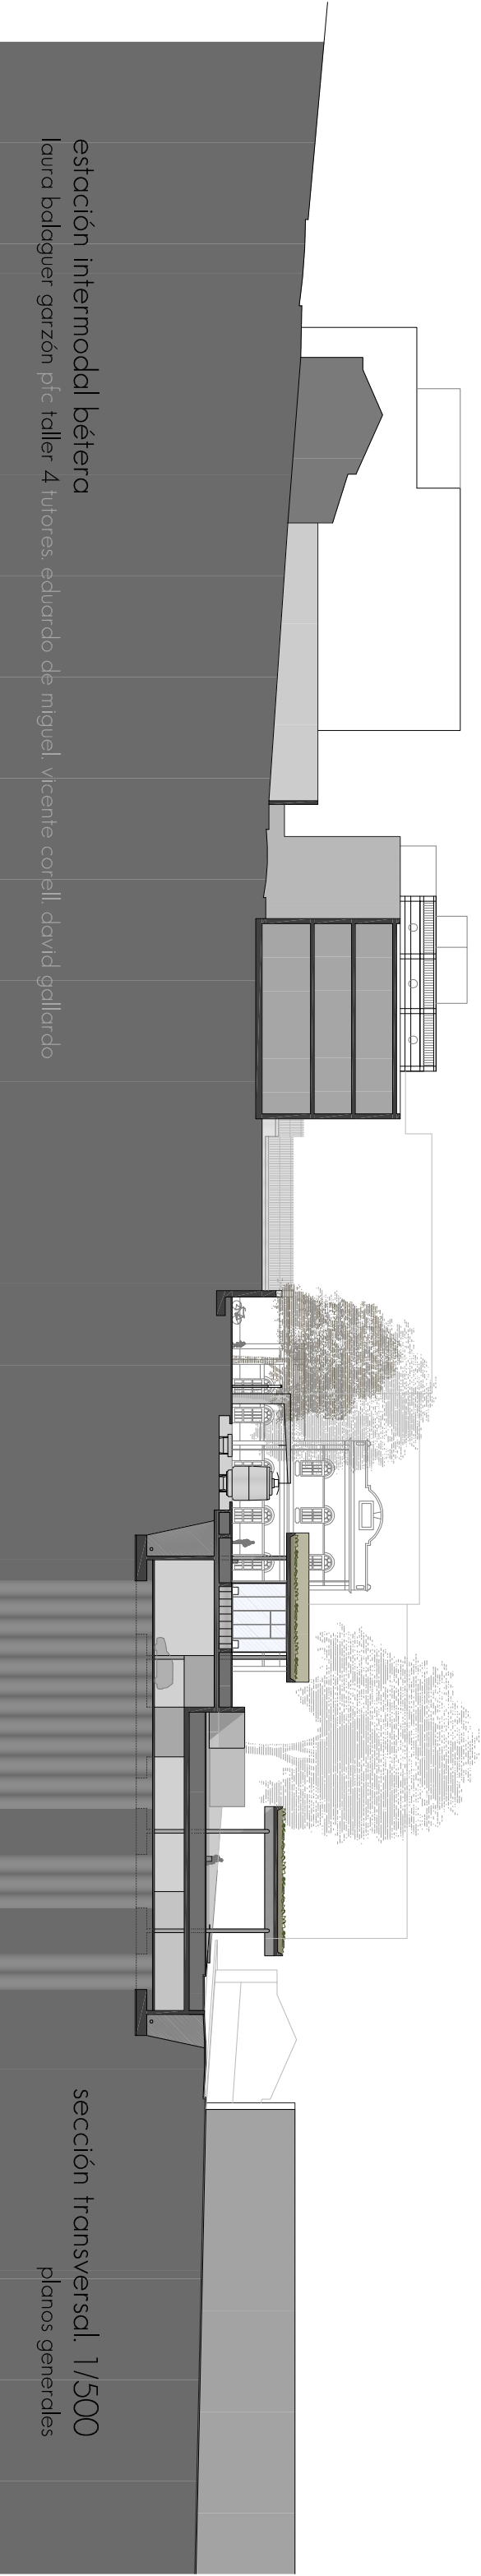 estación intermodal bétera
laura balaguer garzón pfc taller 4 tutores. eduardo de miguel. vicente corell. david gallardo
sección transversal. 1/500
planos generales